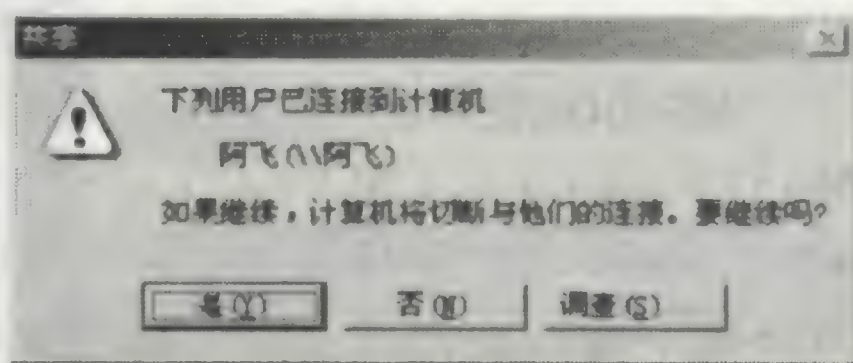 共享
下列用户已连接到计算机
阿飞(\\阿飞)
如果继续，计算机将切断与他们的连接。要继续吗?
是(Y) 否(N) 调查(S)